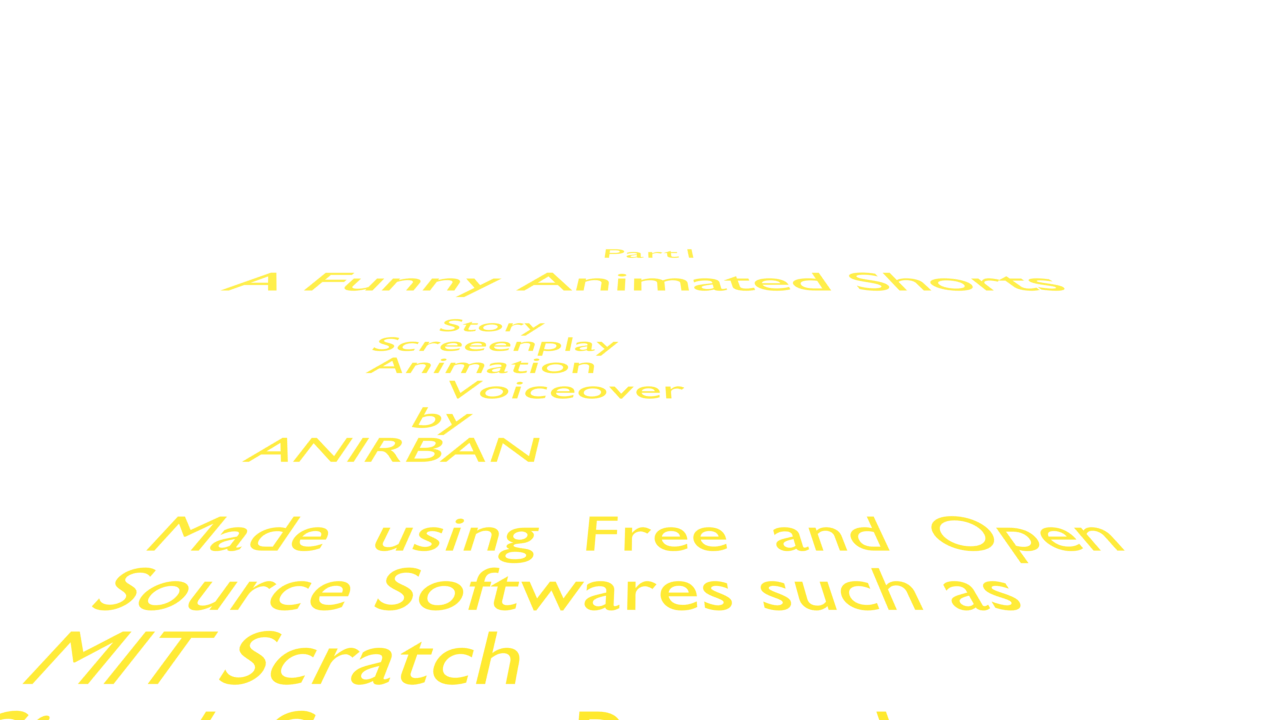 Part I
A Funny Animated Shorts
Story
Screeenplay
Animation
Voiceover
by
ANIRBAN
Made using Free and Open
Source Softwares such as
MIT Scratch